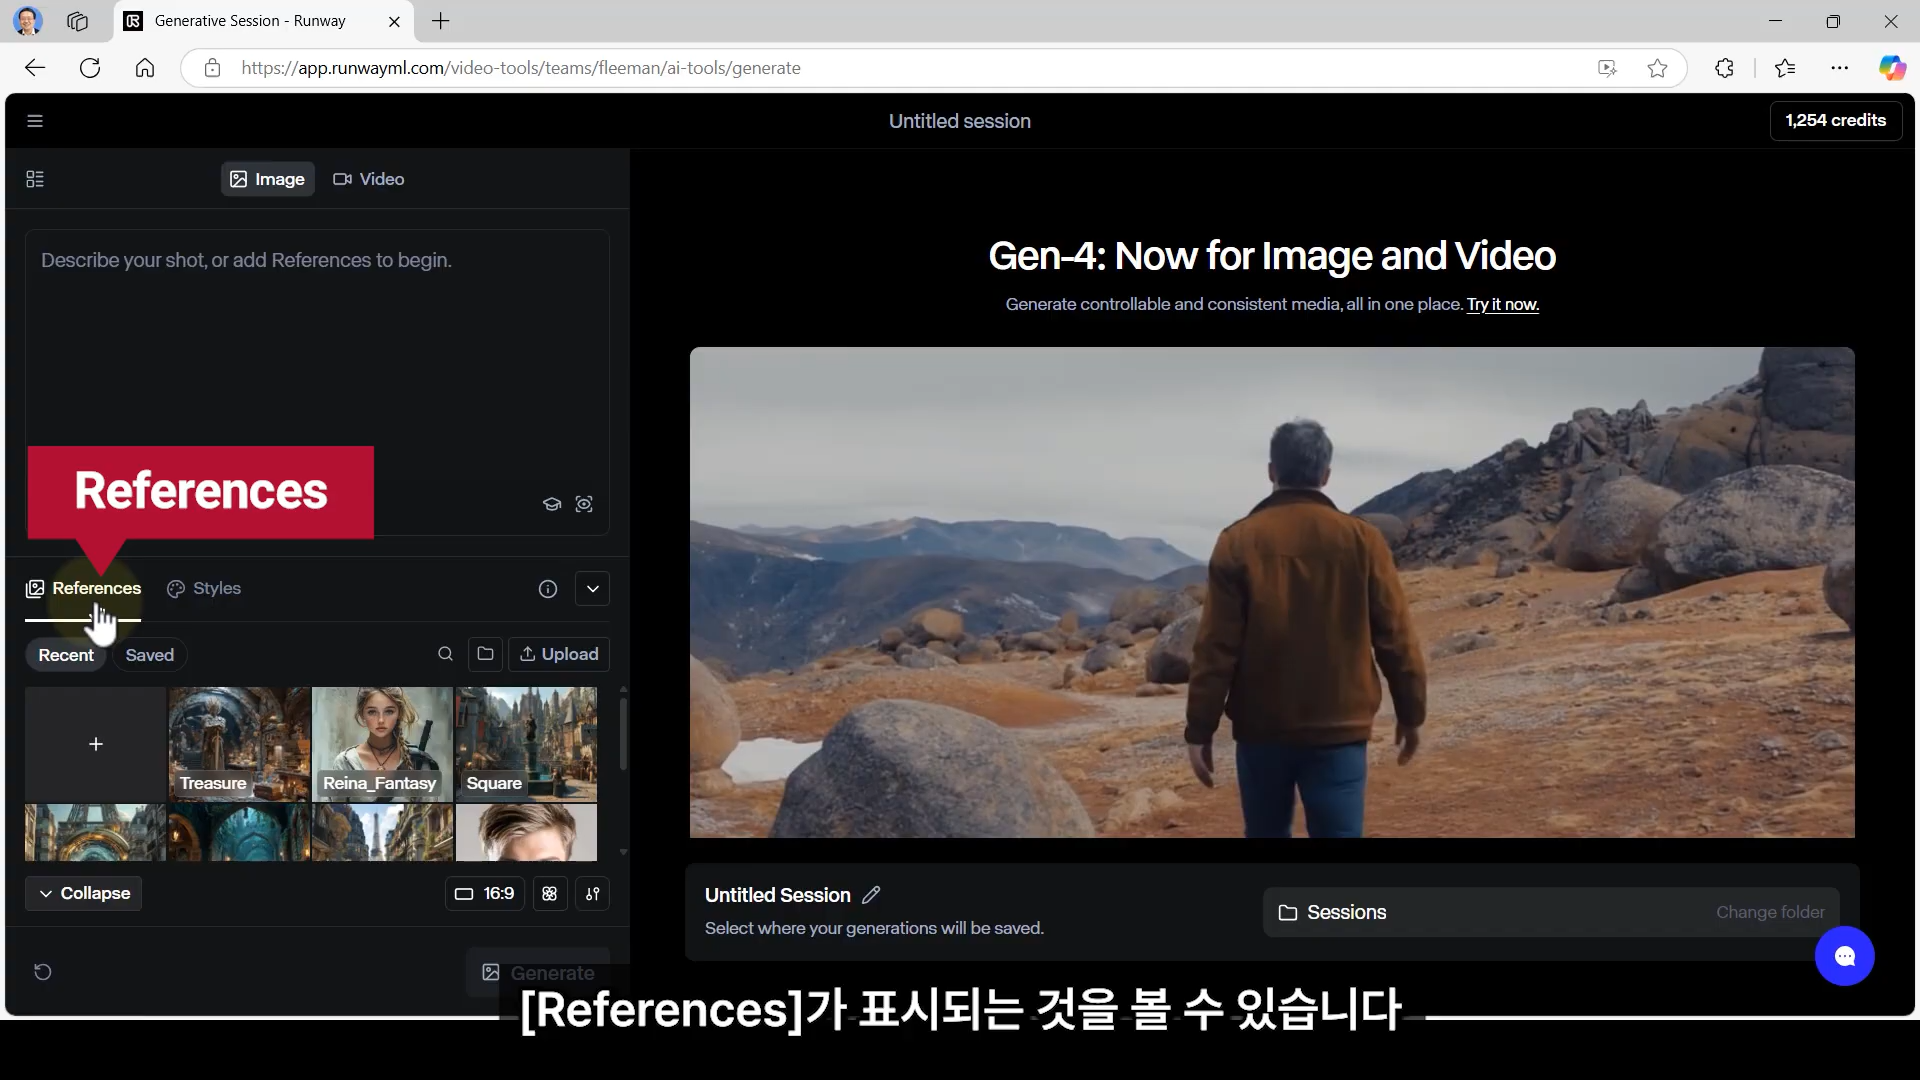 Generative Session - Runway
https://app.runwayml.com/video-tools/teams/fleeman/ai-tools/generate
Untitled session
1,254 credits
Image
Video
Describe your shot, or add References to begin.
References
References
Styles
Recent
Saved
Upload
Treasure
Reina_Fantasy
Square
Collapse
16:9
Generate
Gen-4: Now for Image and Video
Generate controllable and consistent media, all in one place. Try it now.
Untitled Session
Select where your generations will be saved.
Sessions
Change folder
[References]가 표시되는 것을 볼 수 있습니다